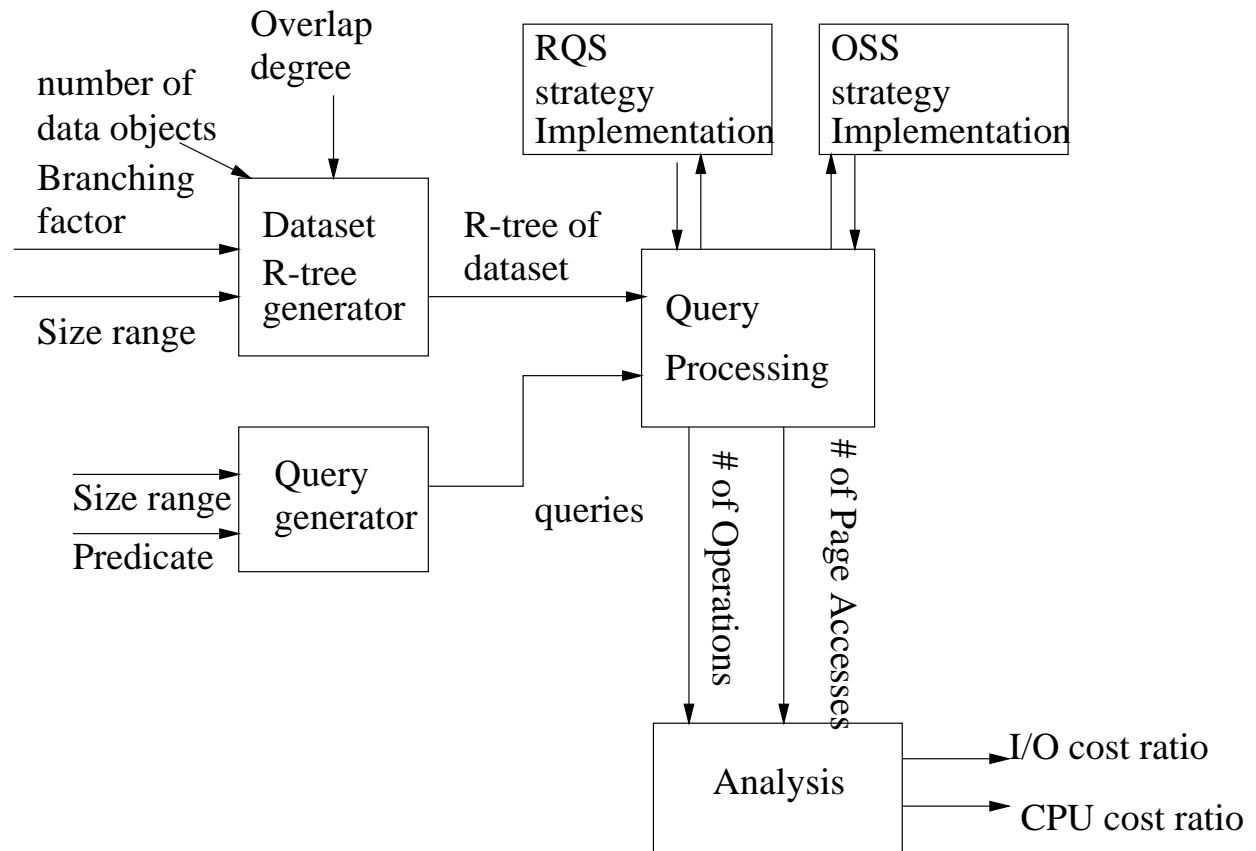 Overlap
degree
number of
data objects
Branching
factor
Size range
Dataset
R-tree
generator
R-tree of
dataset
RQS
strategy
Implementation
OSS
strategy
Implementation
Query
Processing
Size range
Predicate
Query
generator
queries
# of Operations
# of Page Accesses
Analysis
I/O cost ratio
CPU cost ratio